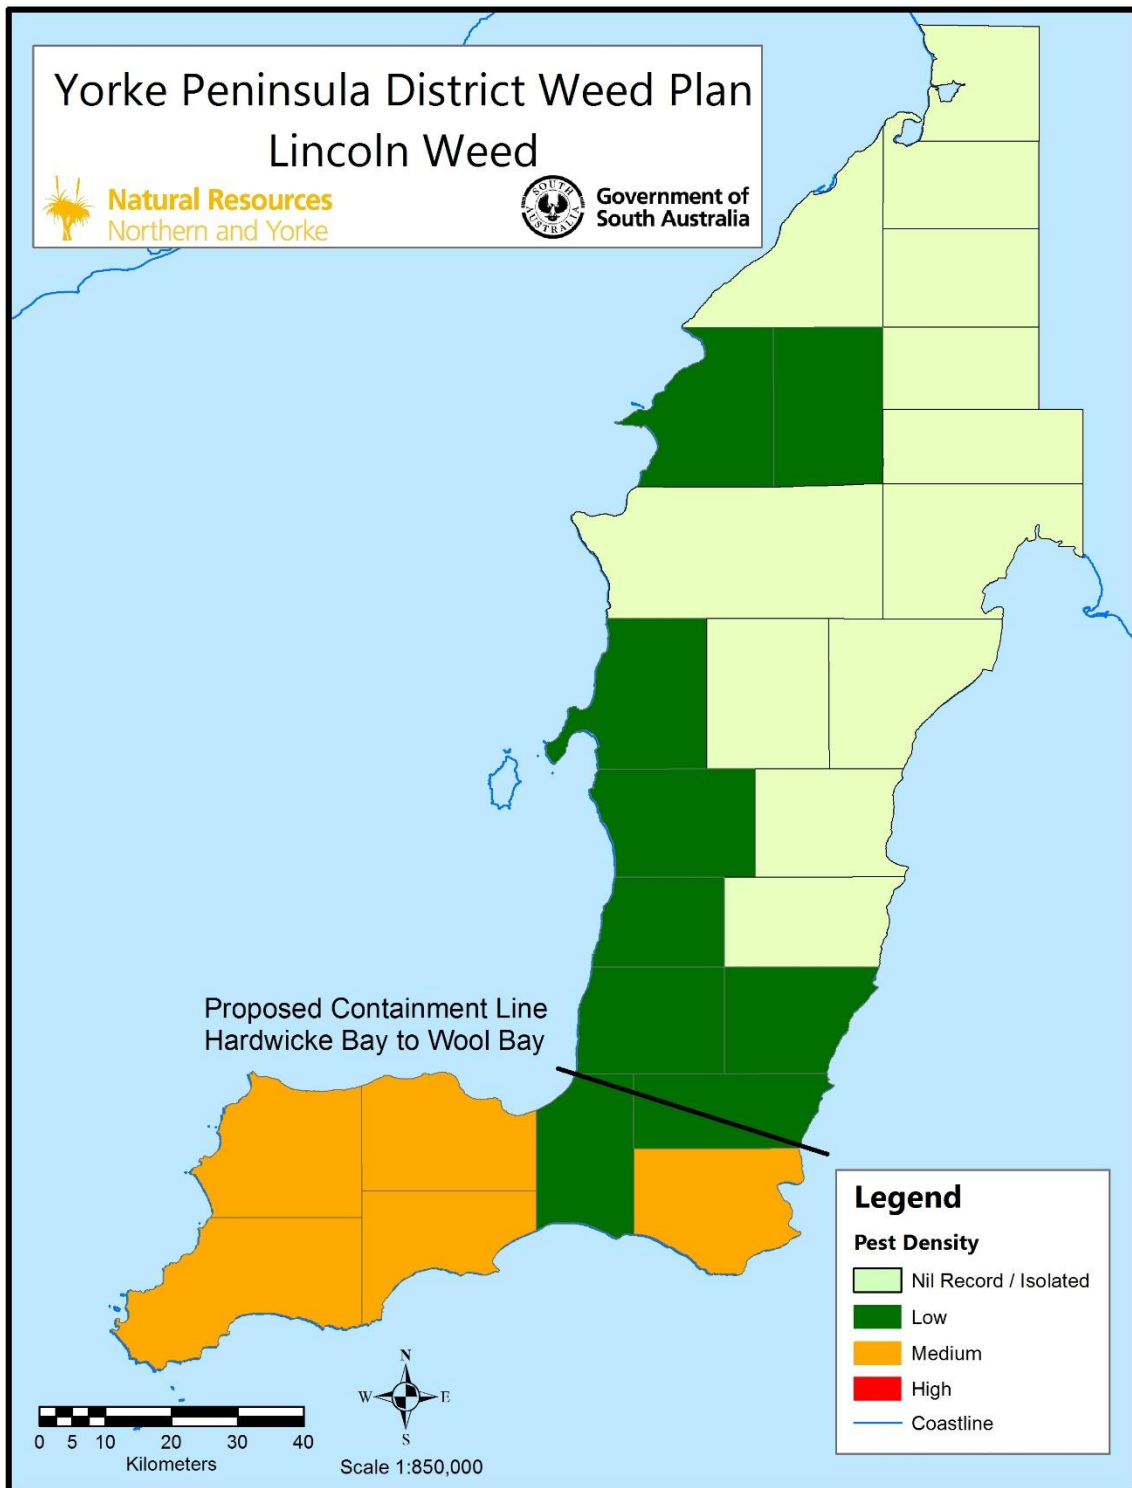 Yorke Peninsula District Weed Plan
Lincoln Weed
Natural Resources
Northern and Yorke
SOUTH AUSTRALIA
Government of
South Australia
Proposed Containment Line
Hardwicke Bay to Wool Bay
Legend
Pest Density
Nil Record / Isolated
Low
Medium
High
Coastline
N
W E
S
0 5 10 20 30 40
Kilometers
Scale 1:850,000